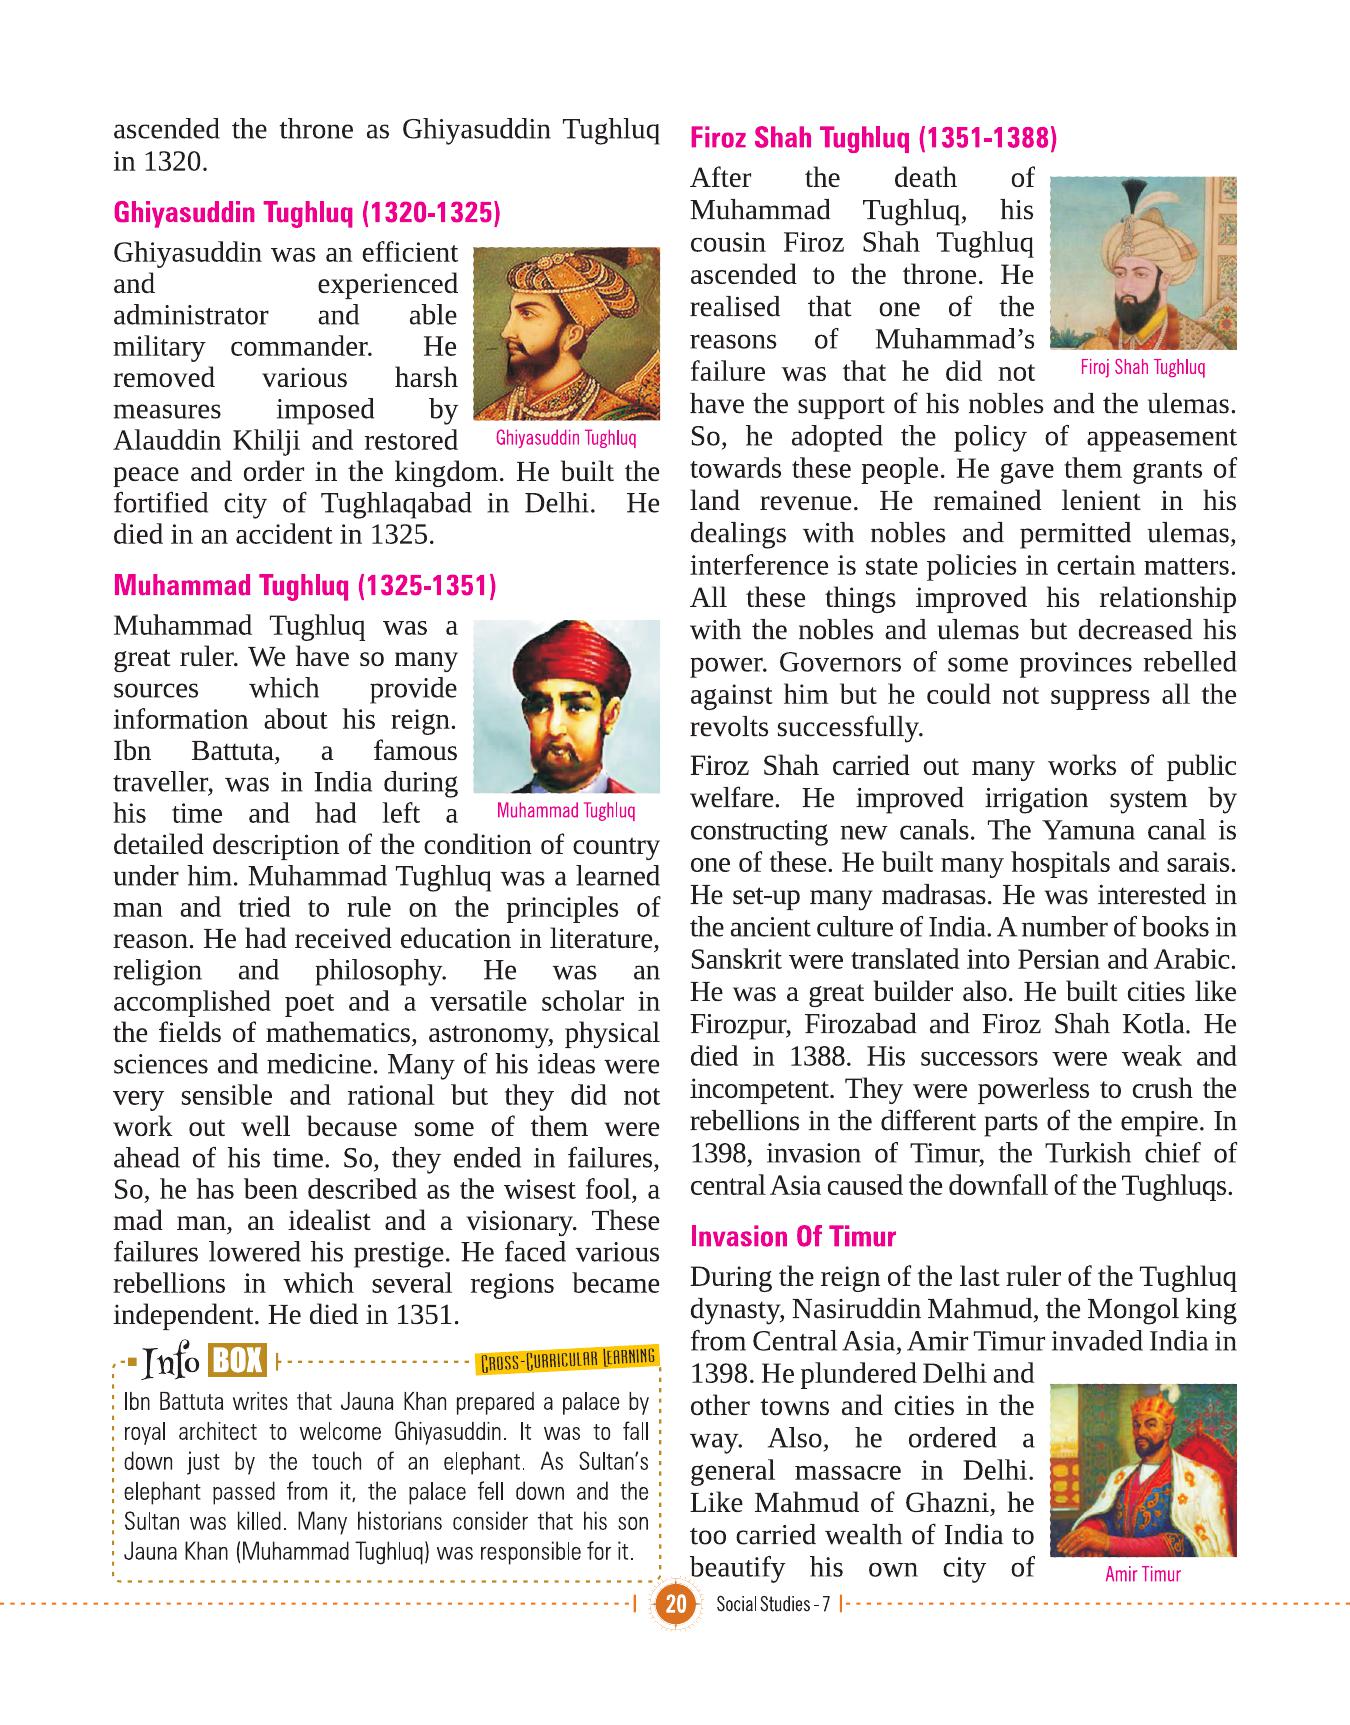 ascended the throne as Ghiyasuddin Tughluq
in 1320.
Ghiyasuddin Tughluq (1320-1325)
Ghiyasuddin was an efficient
and experienced
administrator and able
military commander. He
removed various harsh
measures imposed by
Alauddin Khilji and restored
Ghiyasuddin Tughluq
peace and order in the kingdom. He built the
fortified city of Tughlaqabad in Delhi. He
died in an accident in 1325.
Muhammad Tughluq (1325-1351)
Muhammad Tughluq was a
great ruler. We have so many
sources which provide
information about his reign.
Ibn Battuta, a famous
traveller, was in India during
his time and had left a
Muhammad Tughluq
detailed description of the condition of country
under him. Muhammad Tughluq was a learned
man and tried to rule on the principles of
reason. He had received education in literature,
religion and philosophy. He was an
accomplished poet and a versatile scholar in
the fields of mathematics, astronomy, physical
sciences and medicine. Many of his ideas were
very sensible and rational but they did not
work out well because some of them were
ahead of his time. So, they ended in failures,
So, he has been described as the wisest fool, a
mad man, an idealist and a visionary. These
failures lowered his prestige. He faced various
rebellions in which several regions became
independent. He died in 1351.
Info BOX
CROSS-CURRICULAR LEARNING
Ibn Battuta writes that Jauna Khan prepared a palace by
royal architect to welcome Ghiyasuddin. It was to fall
down just by the touch of an elephant. As Sultan's
elephant passed from it, the palace fell down and the
Sultan was killed. Many historians consider that his son
Jauna Khan (Muhammad Tughluq) was responsible for it.
Firoz Shah Tughluq (1351-1388)
After the death of
Muhammad Tughluq, his
cousin Firoz Shah Tughluq
ascended to the throne. He
realised that one of the
reasons of Muhammad's
failure was that he did not
Firoj Shah Tughluq
have the support of his nobles and the ulemas.
So, he adopted the policy of appeasement
towards these people. He gave them grants of
land revenue. He remained lenient in his
dealings with nobles and permitted ulemas,
interference is state policies in certain matters.
All these things improved his relationship
with the nobles and ulemas but decreased his
power. Governors of some provinces rebelled
against him but he could not suppress all the
revolts successfully.
Firoz Shah carried out many works of public
welfare. He improved irrigation system by
constructing new canals. The Yamuna canal is
one of these. He built many hospitals and sarais.
He set-up many madrasas. He was interested in
the ancient culture of India. A number of books in
Sanskrit were translated into Persian and Arabic.
He was a great builder also. He built cities like
Firozpur, Firozabad and Firoz Shah Kotla. He
died in 1388. His successors were weak and
incompetent. They were powerless to crush the
rebellions in the different parts of the empire. In
1398, invasion of Timur, the Turkish chief of
central Asia caused the downfall of the Tughluqs.
Invasion Of Timur
During the reign of the last ruler of the Tughluq
dynasty, Nasiruddin Mahmud, the Mongol king
from Central Asia, Amir Timur invaded India in
1398. He plundered Delhi and
other towns and cities in the
way. Also, he ordered a
general massacre in Delhi.
Like Mahmud of Ghazni, he
too carried wealth of India to
beautify his own city of
Amir Timur
20 Social Studies - 7